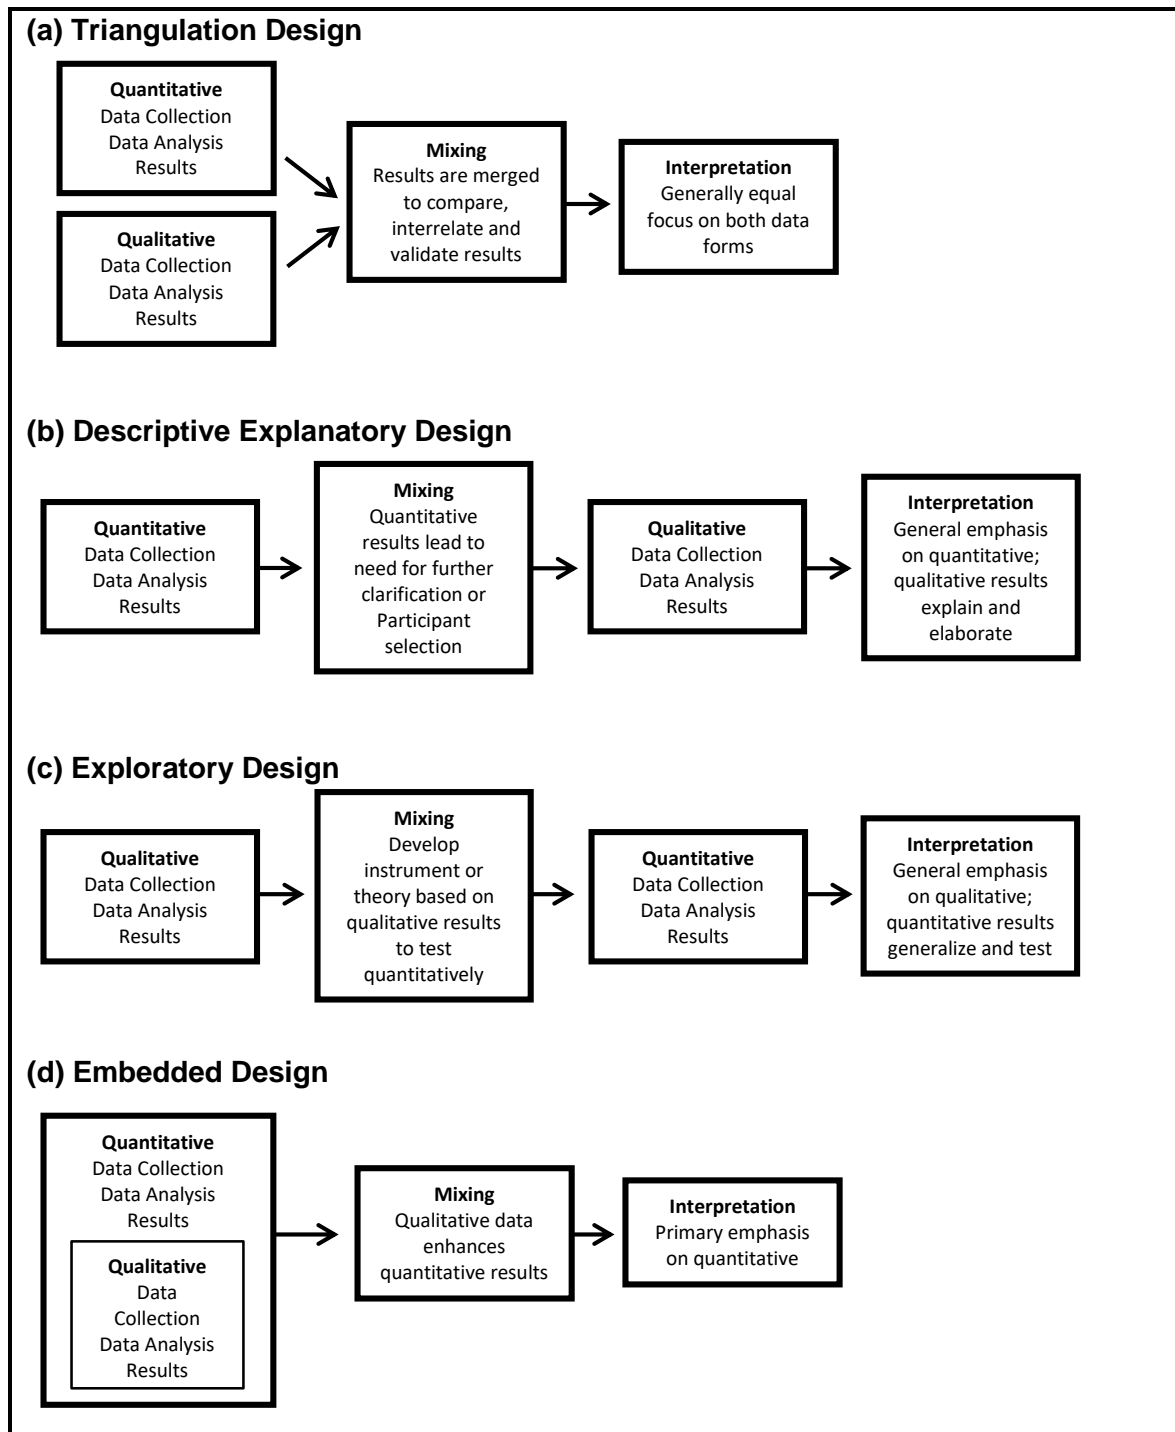 (a) Triangulation Design
Quantitative
Data Collection
Data Analysis
Results
Qualitative
Data Collection
Data Analysis
Results
Mixing
Results are merged
to compare,
interrelate and
validate results
Interpretation
Generally equal
focus on both data
forms
(b) Descriptive Explanatory Design
Quantitative
Data Collection
Data Analysis
Results
Mixing
Quantitative
results lead to
need for further
clarification or
Participant
selection
Qualitative
Data Collection
Data Analysis
Results
Interpretation
General emphasis
on quantitative;
qualitative results
explain and
elaborate
(c) Exploratory Design
Qualitative
Data Collection
Data Analysis
Results
Mixing
Develop
instrument or
theory based on
qualitative results
to test
quantitatively
Quantitative
Data Collection
Data Analysis
Results
Interpretation
General emphasis
on qualitative;
quantitative results
generalize and test
(d) Embedded Design
Quantitative
Data Collection
Data Analysis
Results
Qualitative
Data
Collection
Data Analysis
Results
Mixing
Qualitative data
enhances
quantitative results
Interpretation
Primary emphasis
on quantitative